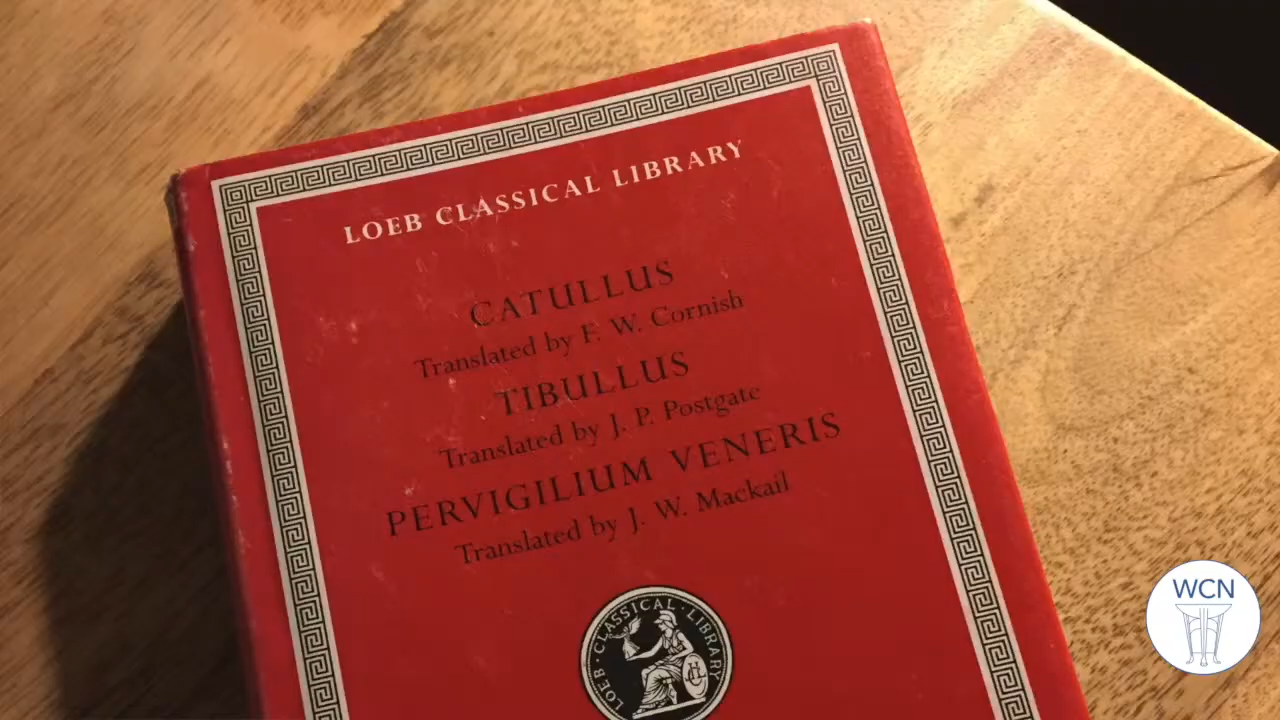 LOEB CLASSICAL LIBRARY
CATULLUS
Translated by F. W. Cornish
TIBULLUS
Translated by J. P. Postgate
PERVIGILIUM VENERIS
Translated by J. W. Mackail
LOEB · CLASSICAL · LIBRARY
WCN